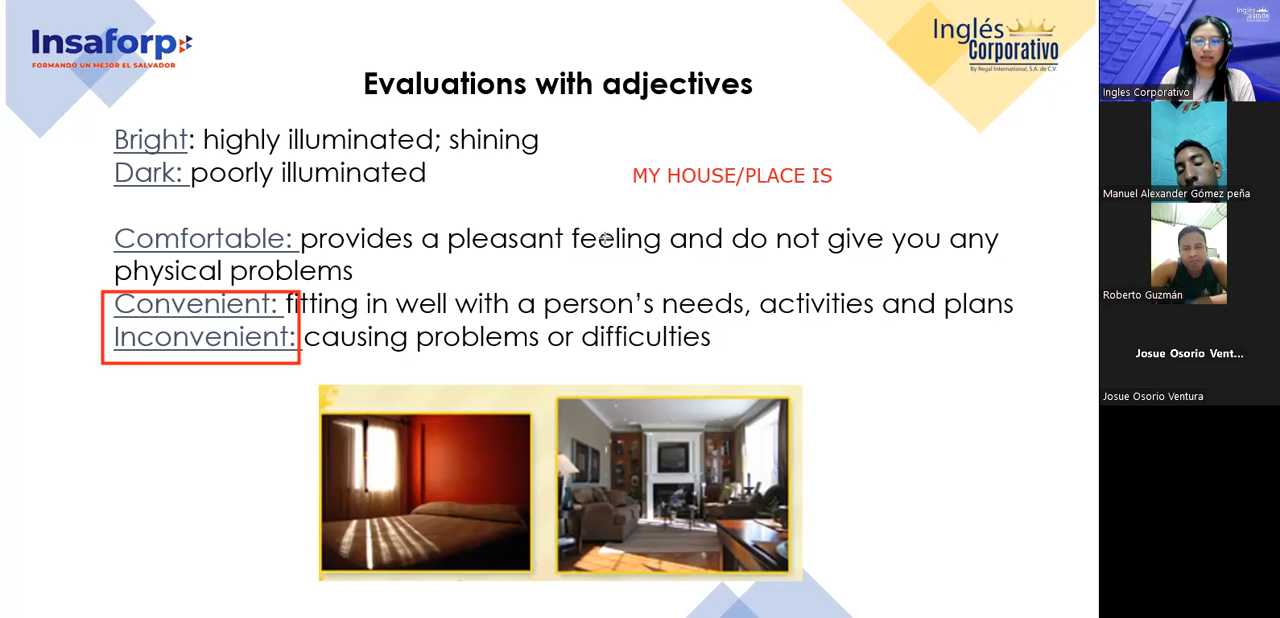 Insaforp
FORMANDO UN MEJOR EL SALVADOR
Inglés
Corporativo
By Regal International, S.A. de C.V.
Evaluations with adjectives
Bright: highly illuminated; shining
Dark: poorly illuminated
MY HOUSE/PLACE IS
Comfortable: provides a pleasant feeling and do not give you any
physical problems
Convenient: fitting in well with a person’s needs, activities and plans
Inconvenient: causing problems or difficulties
Inglés
Corporativo
Ingles Corporativo
Manuel Alexander Gómez peña
Roberto Guzmán
Josue Osorio Vent...
Josue Osorio Ventura